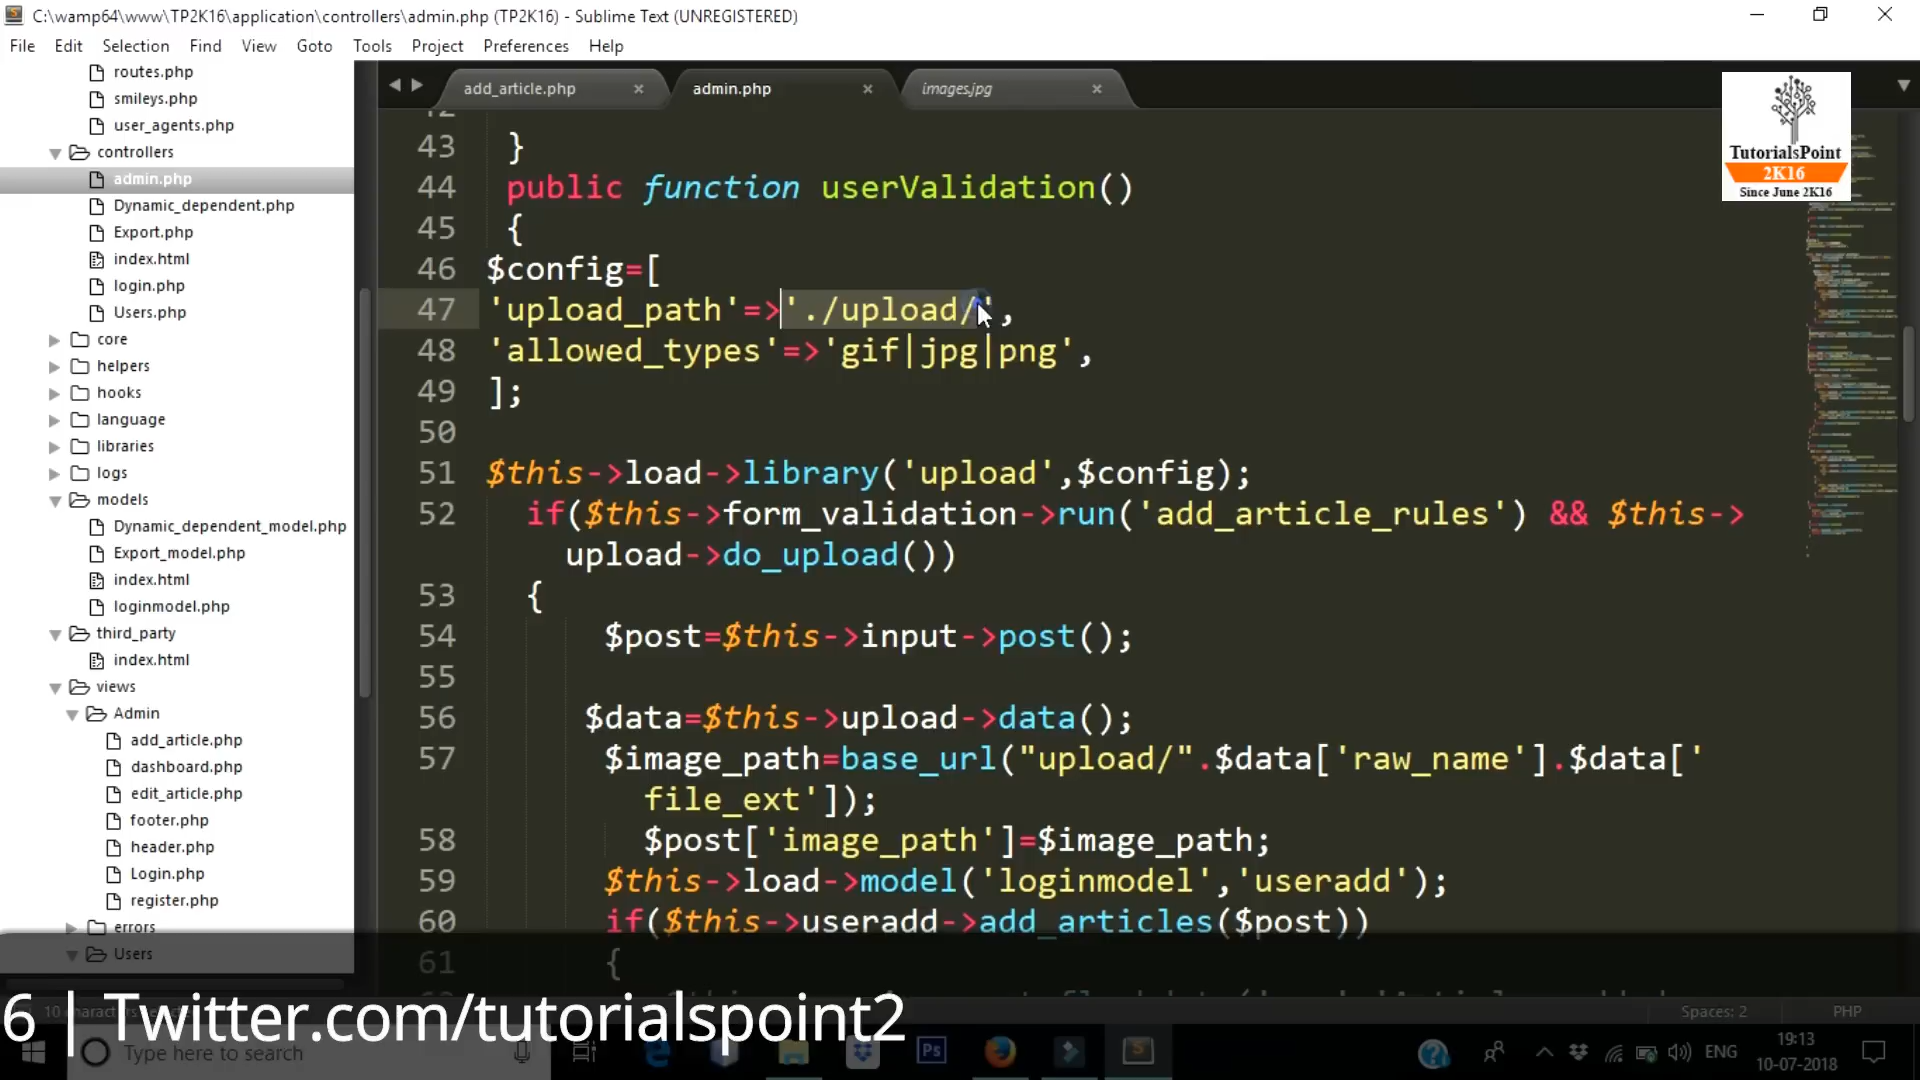 C:\wamp64\www\TP2K16\application\controllers\admin.php (TP2K16) - Sublime Text (UNREGISTERED)
File Edit Selection Find View Goto Tools Project Preferences Help
routes.php
smileys.php
user_agents.php
controllers
admin.php
Dynamic_dependent.php
Export.php
index.html
login.php
Users.php
core
helpers
hooks
language
libraries
logs
models
Dynamic_dependent_model.php
Export_model.php
index.html
loginmodel.php
third_party
index.html
views
Admin
add_article.php
dashboard.php
edit_article.php
footer.php
header.php
Login.php
register.php
errors
Users
add_article.php admin.php images.jpg
TutorialsPoint
2K16
Since June 2K16
42
43 }
44 public function userValidation()
45 {
46 $config=[
47 'upload_path'=>'./upload/',
48 'allowed_types'=>'gif|jpg|png',
49 ];
50
51 $this->load->library('upload',$config);
52 if($this->form_validation->run('add_article_rules') && $this->
upload->do_upload())
53 {
54 $post=$this->input->post();
55
56 $data=$this->upload->data();
57 $image_path=base_url("upload/".$data['raw_name'].$data['
file_ext']);
58 $post['image_path']=$image_path;
59 $this->load->model('loginmodel','useradd');
60 if($this->useradd->add_articles($post))
61 {
Spaces: 2 PHP
6 | Twitter.com/tutorialspoint2
Type here to search
Ps
ENG
19:13
10-07-2018